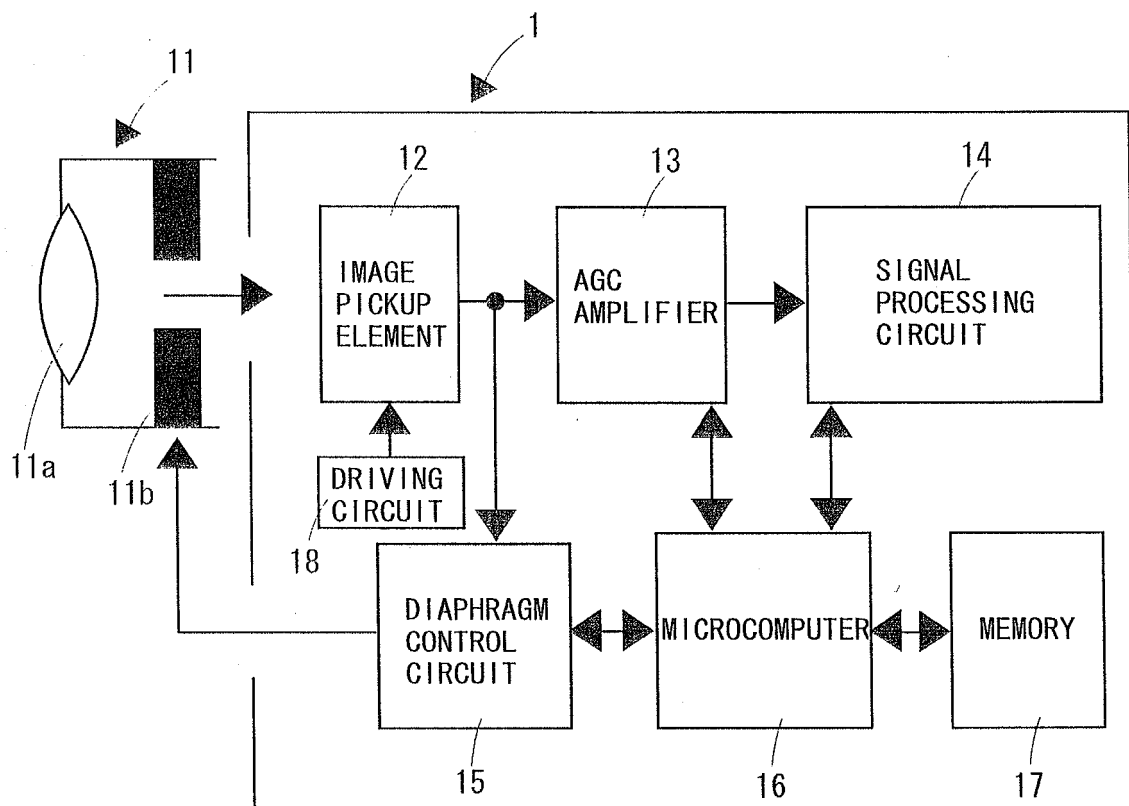 1
11
12
13
14
IMAGE
PICKUP
ELEMENT
AGC
AMPLIFIER
SIGNAL
PROCESSING
CIRCUIT
11a
11b
DRIVING
CIRCUIT
18
DIAPHRAGM
CONTROL
CIRCUIT
MICROCOMPUTER
MEMORY
15
16
17